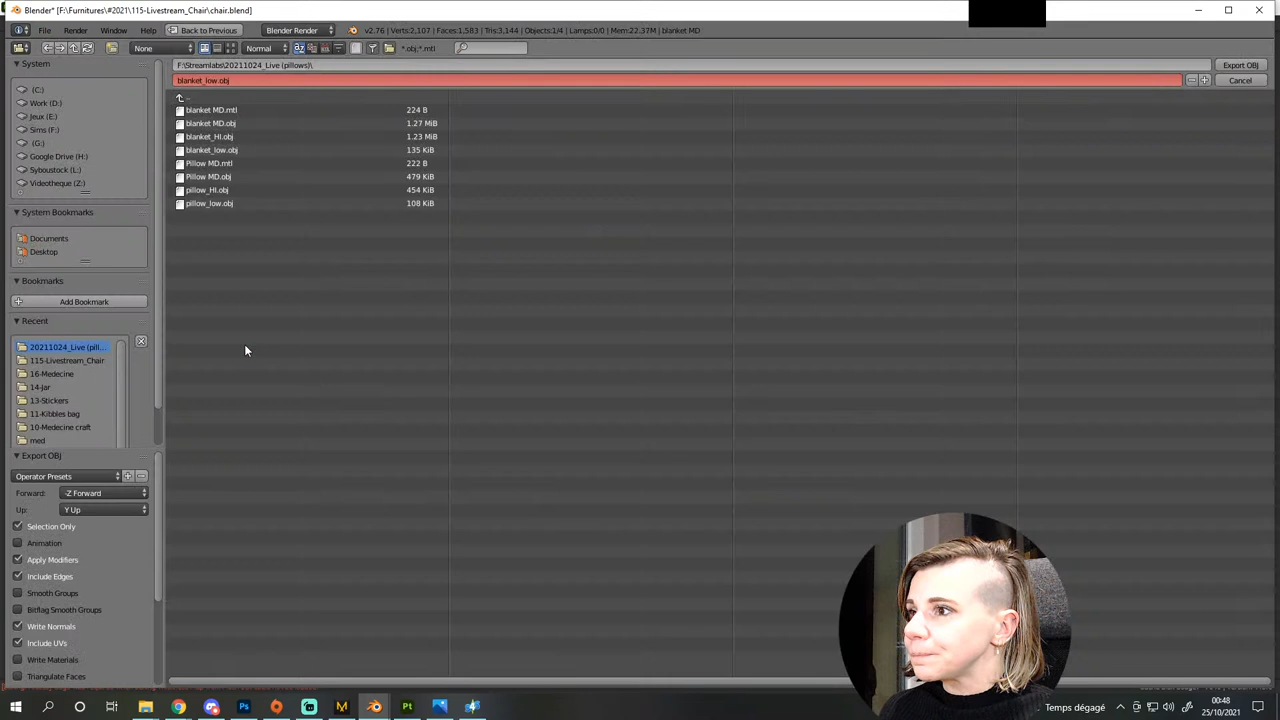 Blender* [F:\Furnitures\#2021\115-Livestream_Chair\chair.blend]
File Render Window Help Back to Previous Blender Render v2.76 | Verts:2,107 | Faces:1,583 | Tris:3,144 | Objects:1/4 | Lamps:0/0 | Mem:22.37M | blanket MD
None Normal *.obj;*.mtl
System
(C:)
Work (D:)
Jeux (E:)
Sims (F:)
(G:)
Google Drive (H:)
Syboustock (L:)
Videotheque (Z:)
System Bookmarks
Documents
Desktop
Bookmarks
Add Bookmark
Recent
20211024_Live (pill...
115-Livestream_Chair
16-Medecine
14-Jar
13-Stickers
11-Kibbles bag
10-Medecine craft
med
Export OBJ
Operator Presets
Forward: -Z Forward
Up: Y Up
Selection Only
Animation
Apply Modifiers
Include Edges
Smooth Groups
Bitflag Smooth Groups
Write Normals
Include UVs
Write Materials
Triangulate Faces
F:\Streamlabs\20211024_Live (pillows)\ Export OBJ
blanket_low.obj Cancel
..
blanket MD.mtl 224 B
blanket MD.obj 1.27 MiB
blanket_HI.obj 1.23 MiB
blanket_low.obj 135 KiB
Pillow MD.mtl 222 B
Pillow MD.obj 479 KiB
pillow_HI.obj 454 KiB
pillow_low.obj 108 KiB
Temps dégagé
00:48
25/10/2021